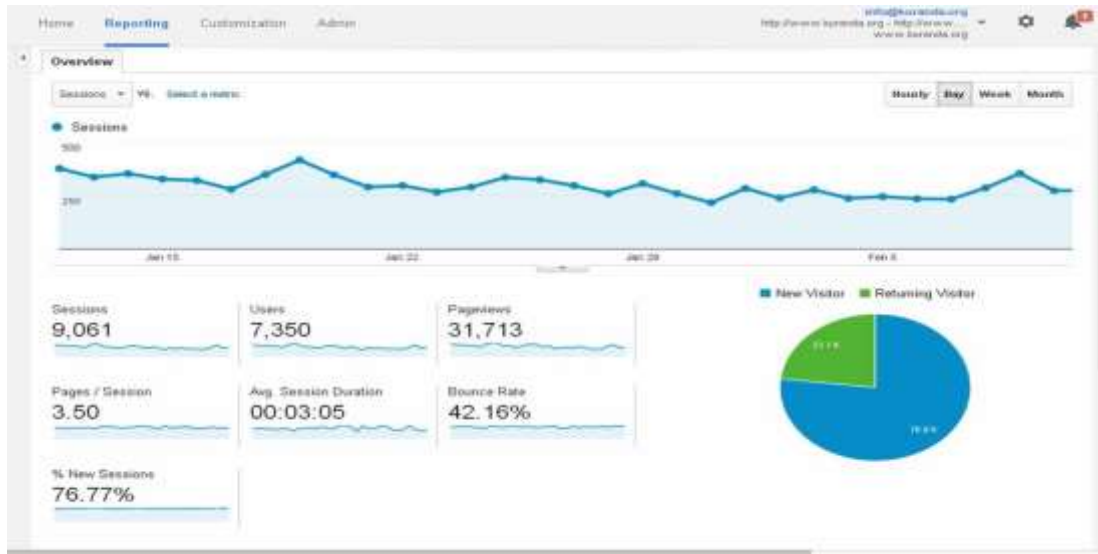 Home Reporting Customization Admin
Overview
Sessions VS. Select a metric
Hourly Day Week Month
Sessions
500
250
Jan 15 Jan 22 Jan 29 Feb 5
New Visitor Returning Visitor
Sessions
9,061
Users
7,350
Pageviews
31,713
Pages / Session
3.50
Avg. Session Duration
00:03:05
Bounce Rate
42.16%
% New Sessions
76.77%